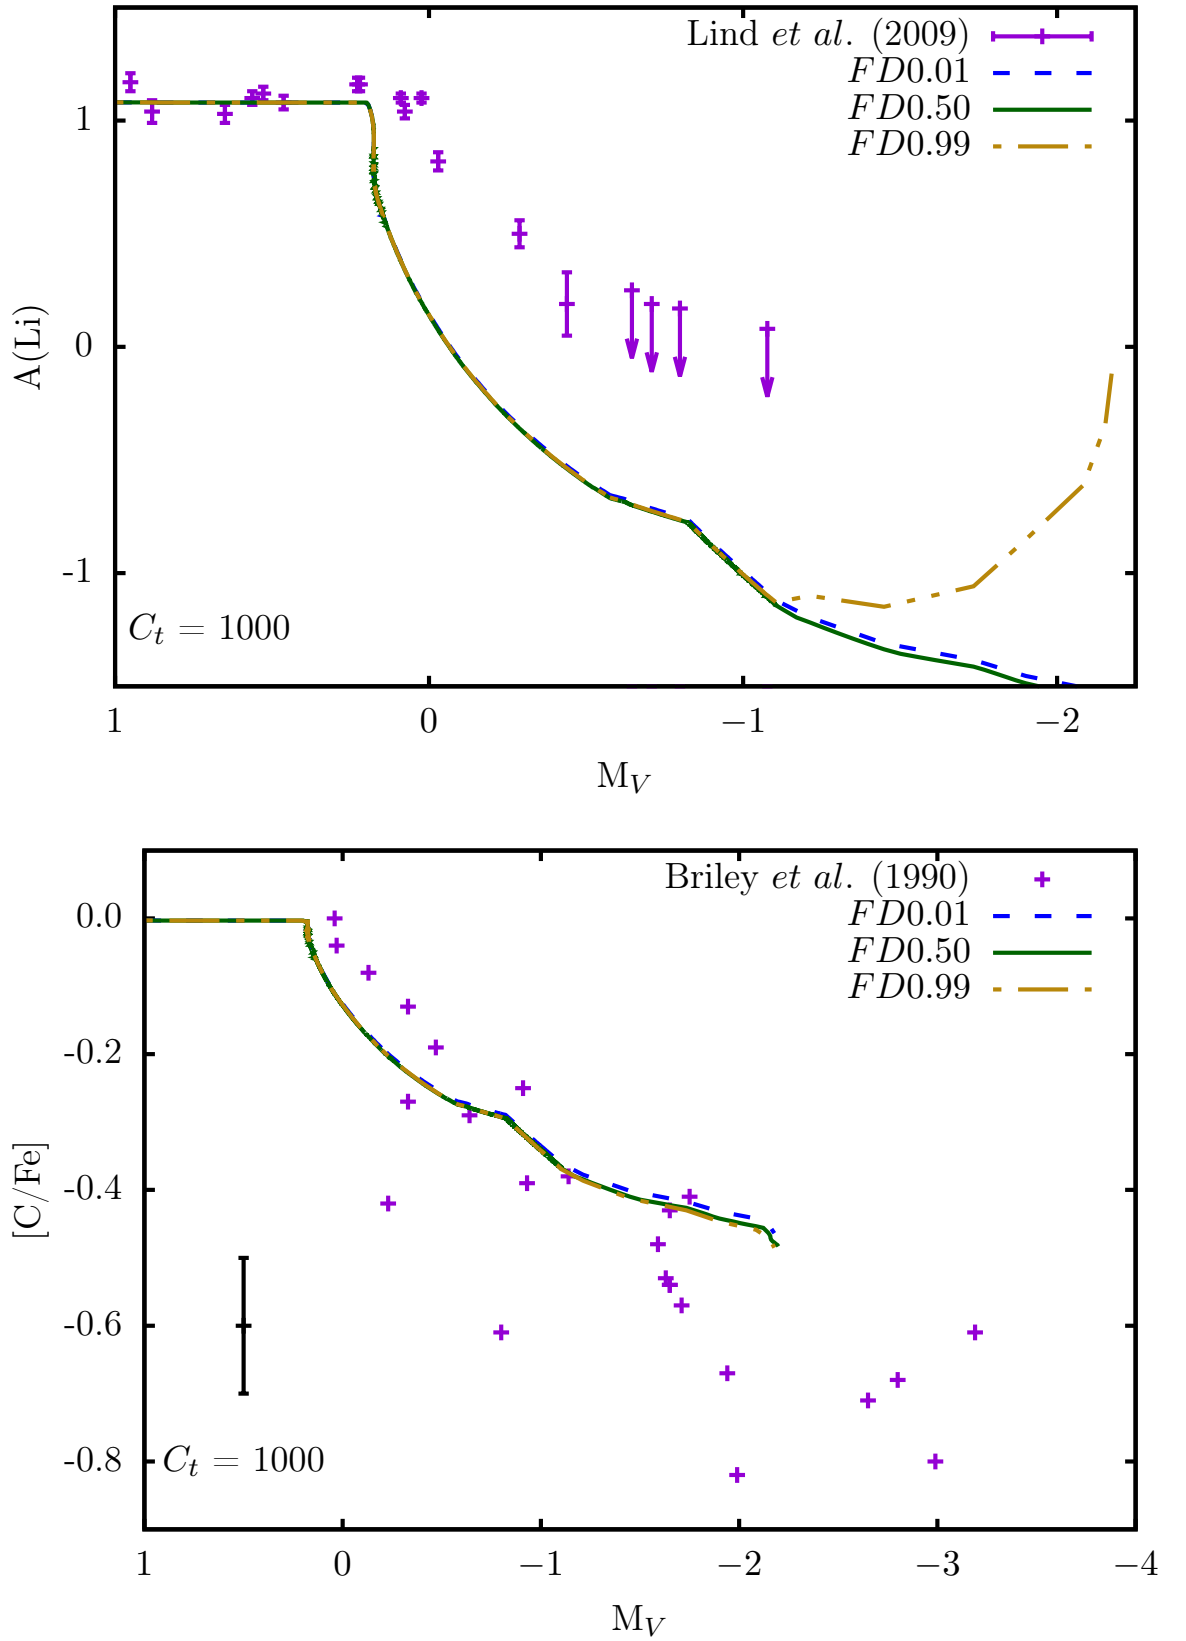 Lind et al. (2009)
FD0.01
FD0.50
FD0.99
1
0
-1
A(Li)
C_t = 1000
1 0 −1 −2
M_V
Briley et al. (1990)
FD0.01
FD0.50
FD0.99
0.0
-0.2
-0.4
-0.6
-0.8
[C/Fe]
C_t = 1000
1 0 −1 −2 −3 −4
M_V